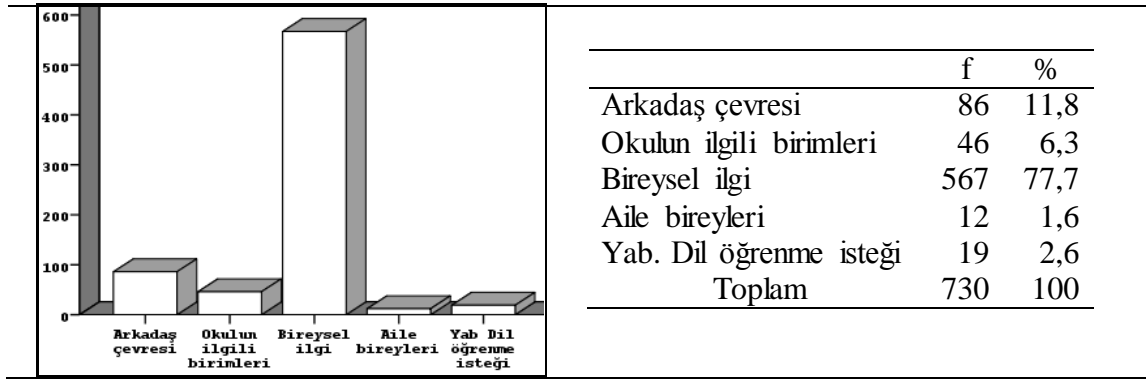 600
500
400
300
200
100
0
Arkadaş çevresi
Okulun ilgili birimleri
Bireysel ilgi
Aile bireyleri
Yab Dil öğrenme isteği
f %
Arkadaş çevresi 86 11,8
Okulun ilgili birimleri 46 6,3
Bireysel ilgi 567 77,7
Aile bireyleri 12 1,6
Yab. Dil öğrenme isteği 19 2,6
Toplam 730 100